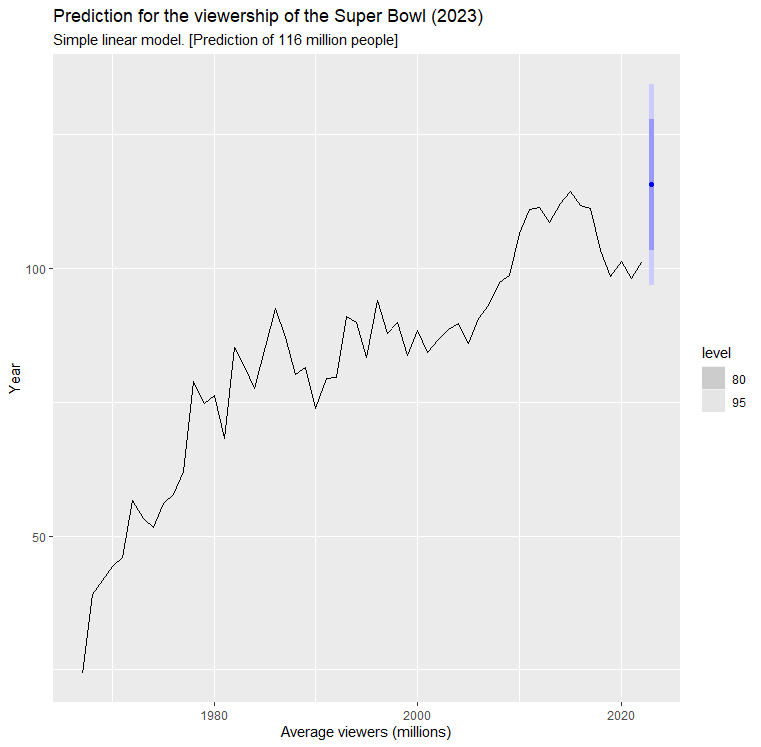 Prediction for the viewership of the Super Bowl (2023)
Simple linear model. [Prediction of 116 million people]
100
50
Year
level
80
95
1980
2000
2020
Average viewers (millions)